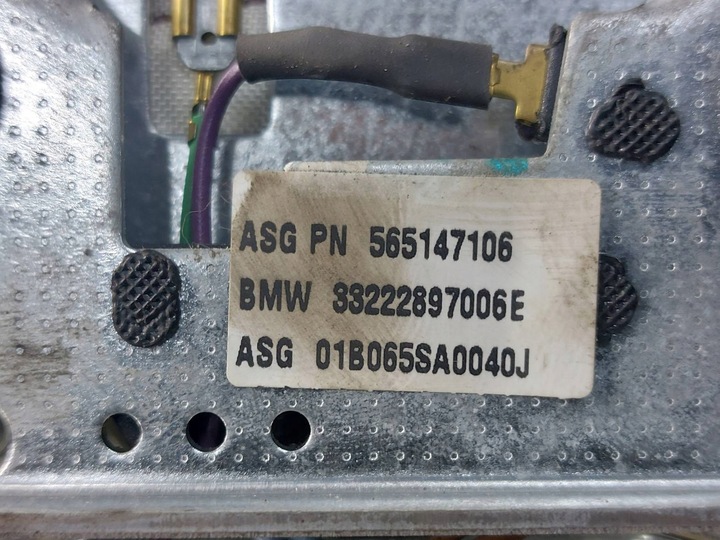 ASG PN 565147106
BMW 33222897006E
ASG 01B065SA0040J